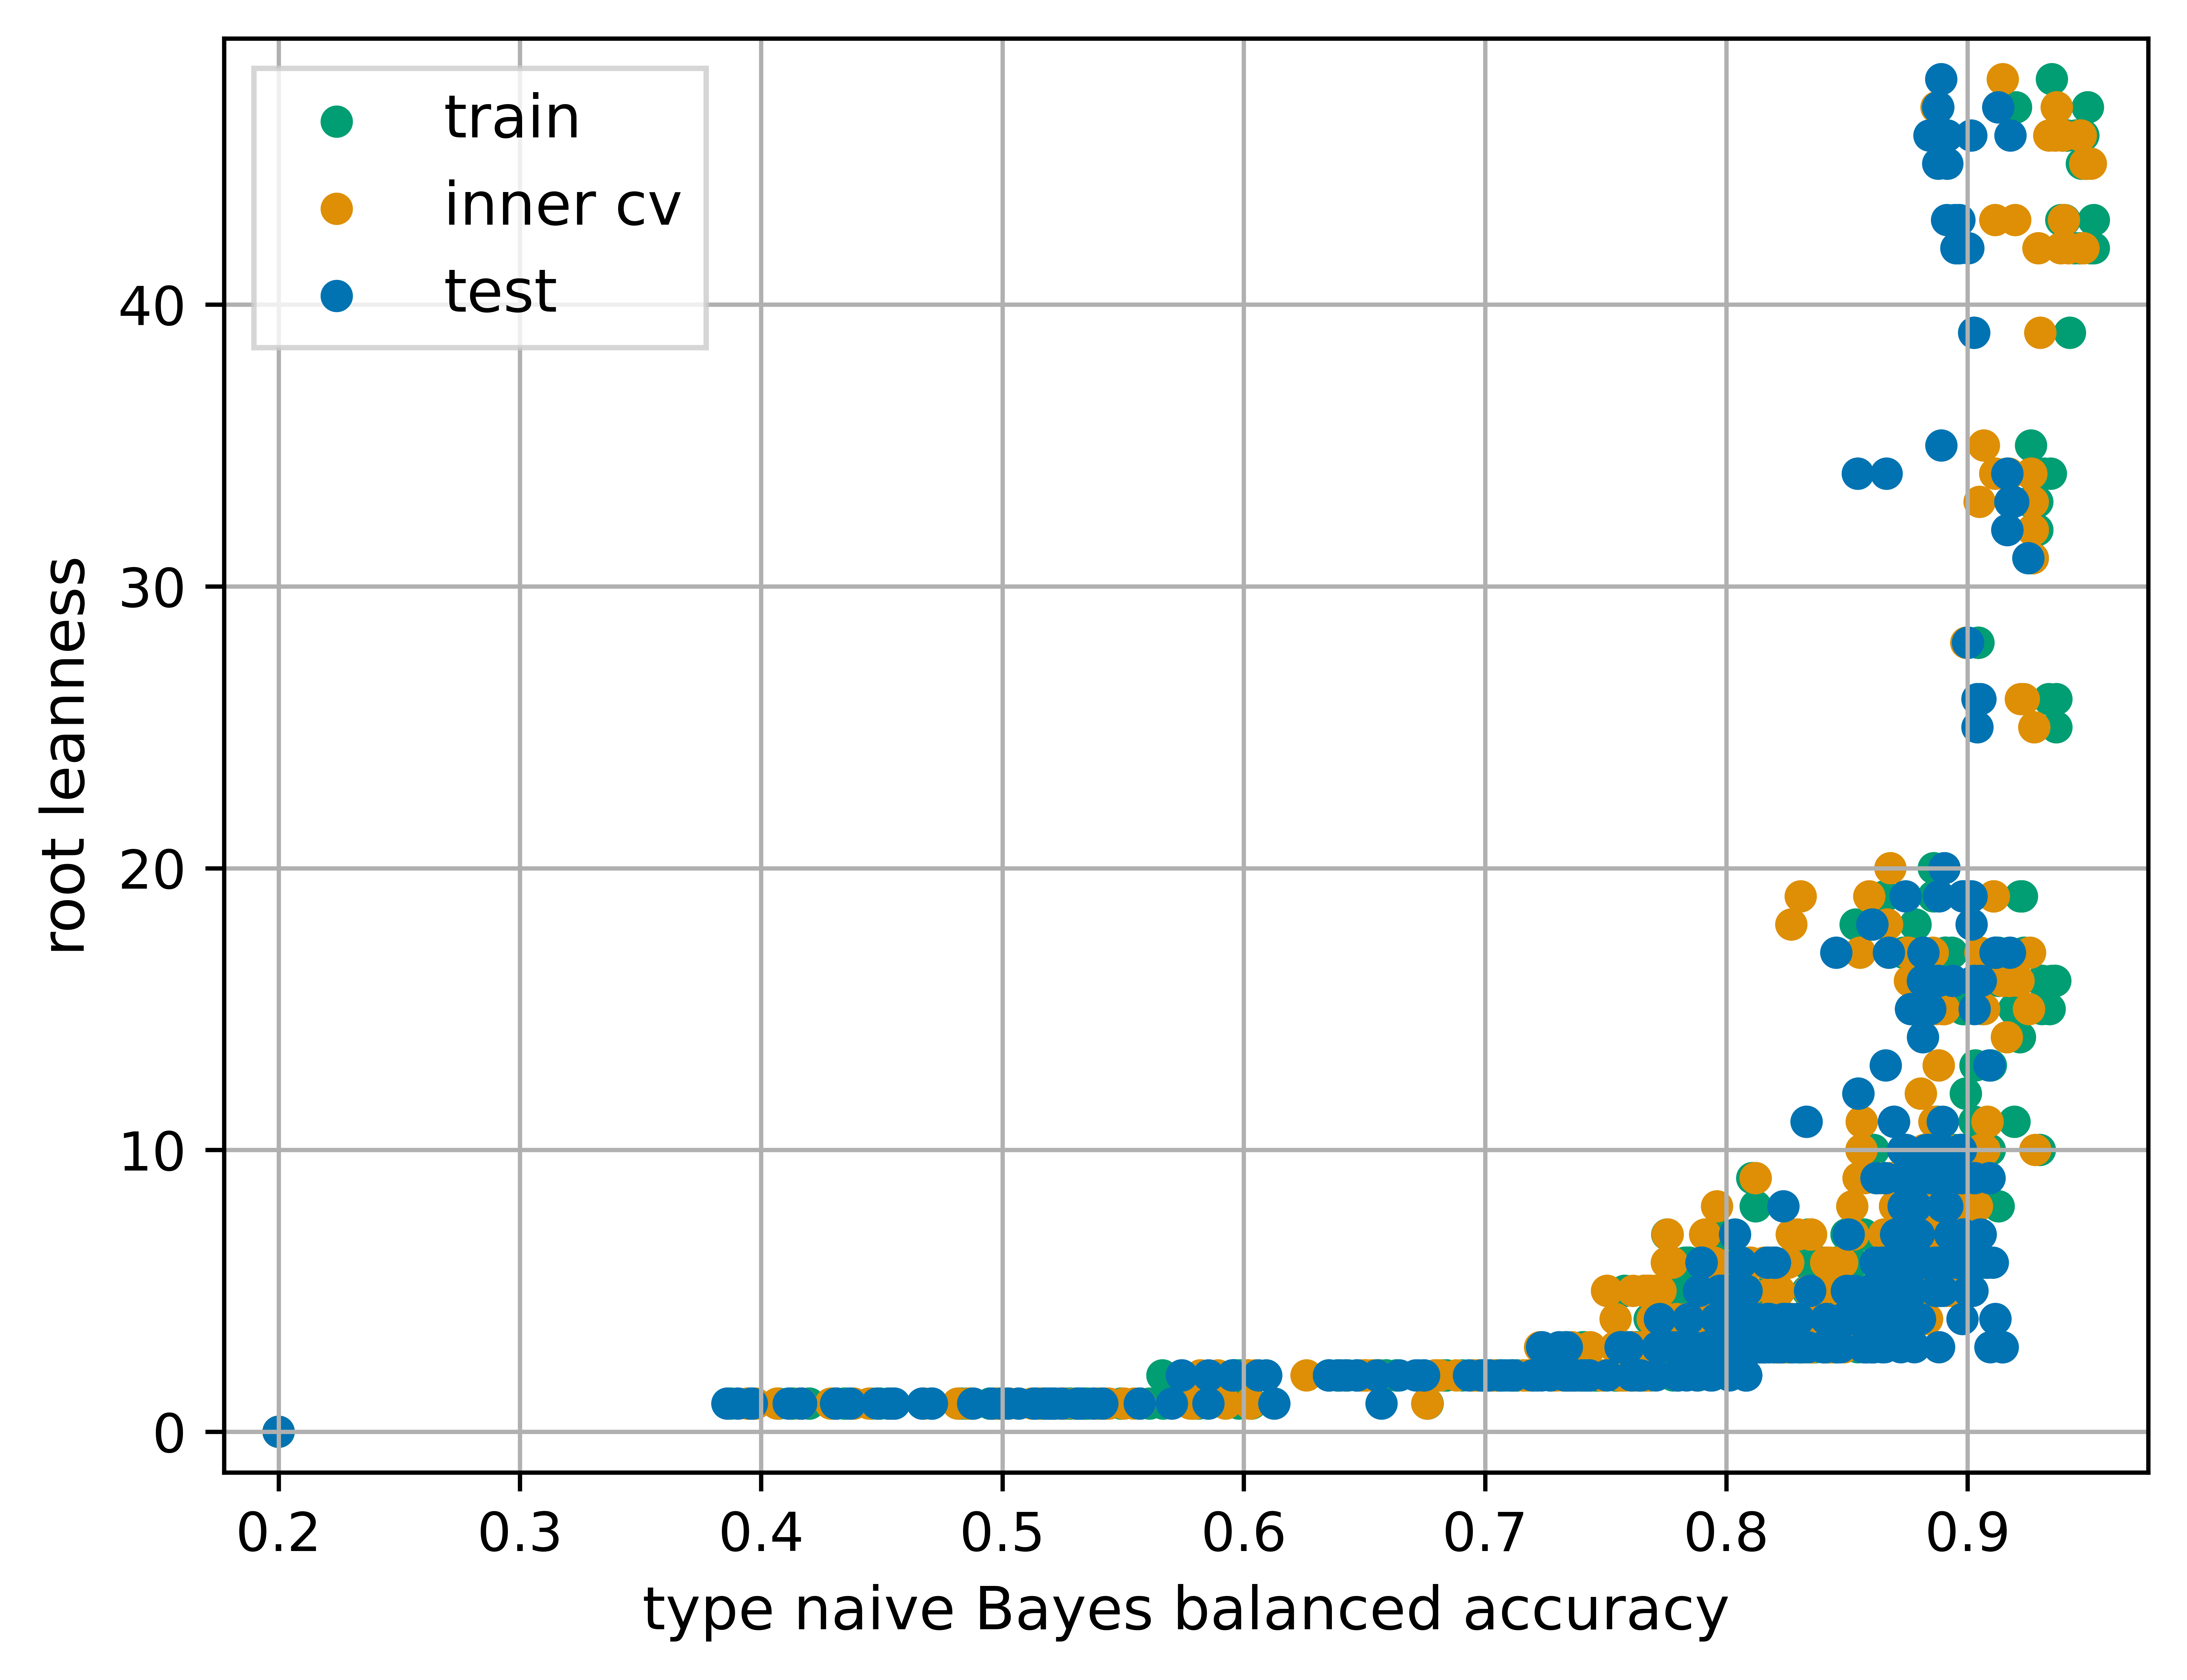 train
inner cv
test
40
30
20
10
0
root leanness
0.2 0.3 0.4 0.5 0.6 0.7 0.8 0.9
type naive Bayes balanced accuracy